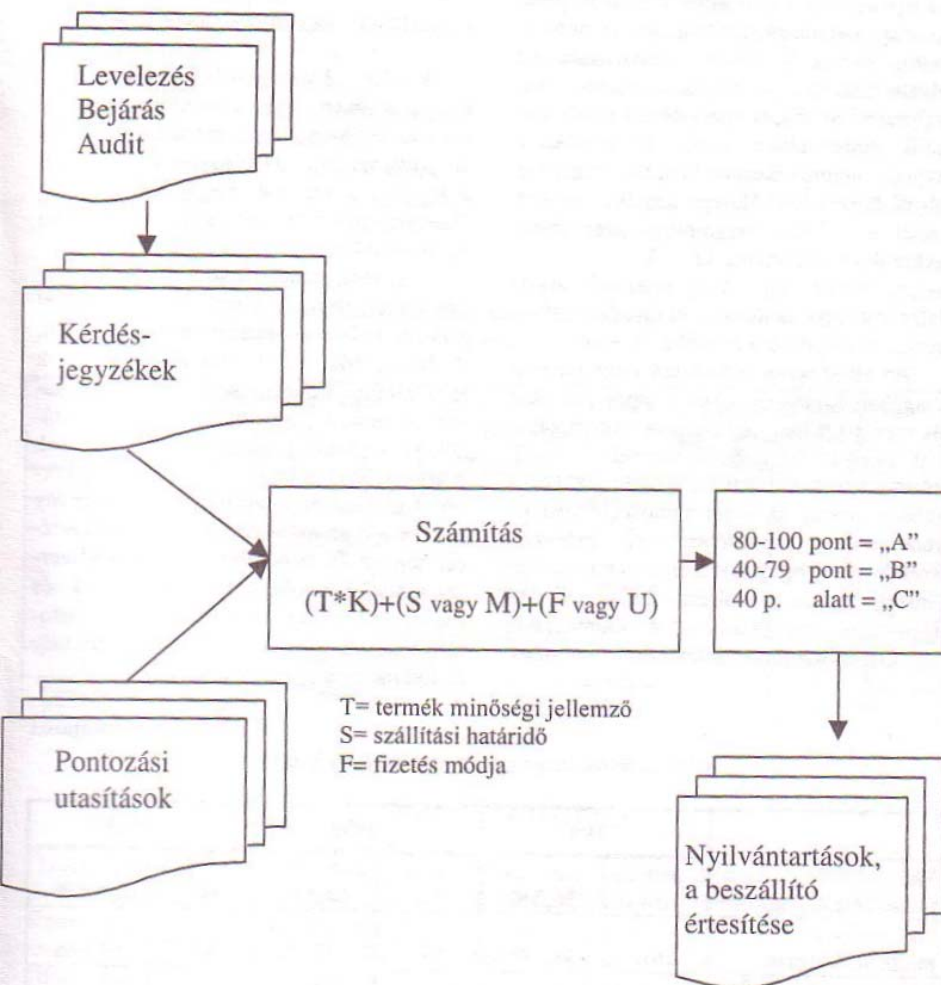 Levelezés
Bejárás
Audit
Kérdés-
jegyzékek
Számítás
(T*K)+(S vagy M)+(F vagy U)
80-100 pont = „A”
40-79 pont = „B”
40 p. alatt = „C”
T= termék minőségi jellemző
S= szállítási határidő
F= fizetés módja
Pontozási
utasítások
Nyilvántartások,
a beszállító
értesítése